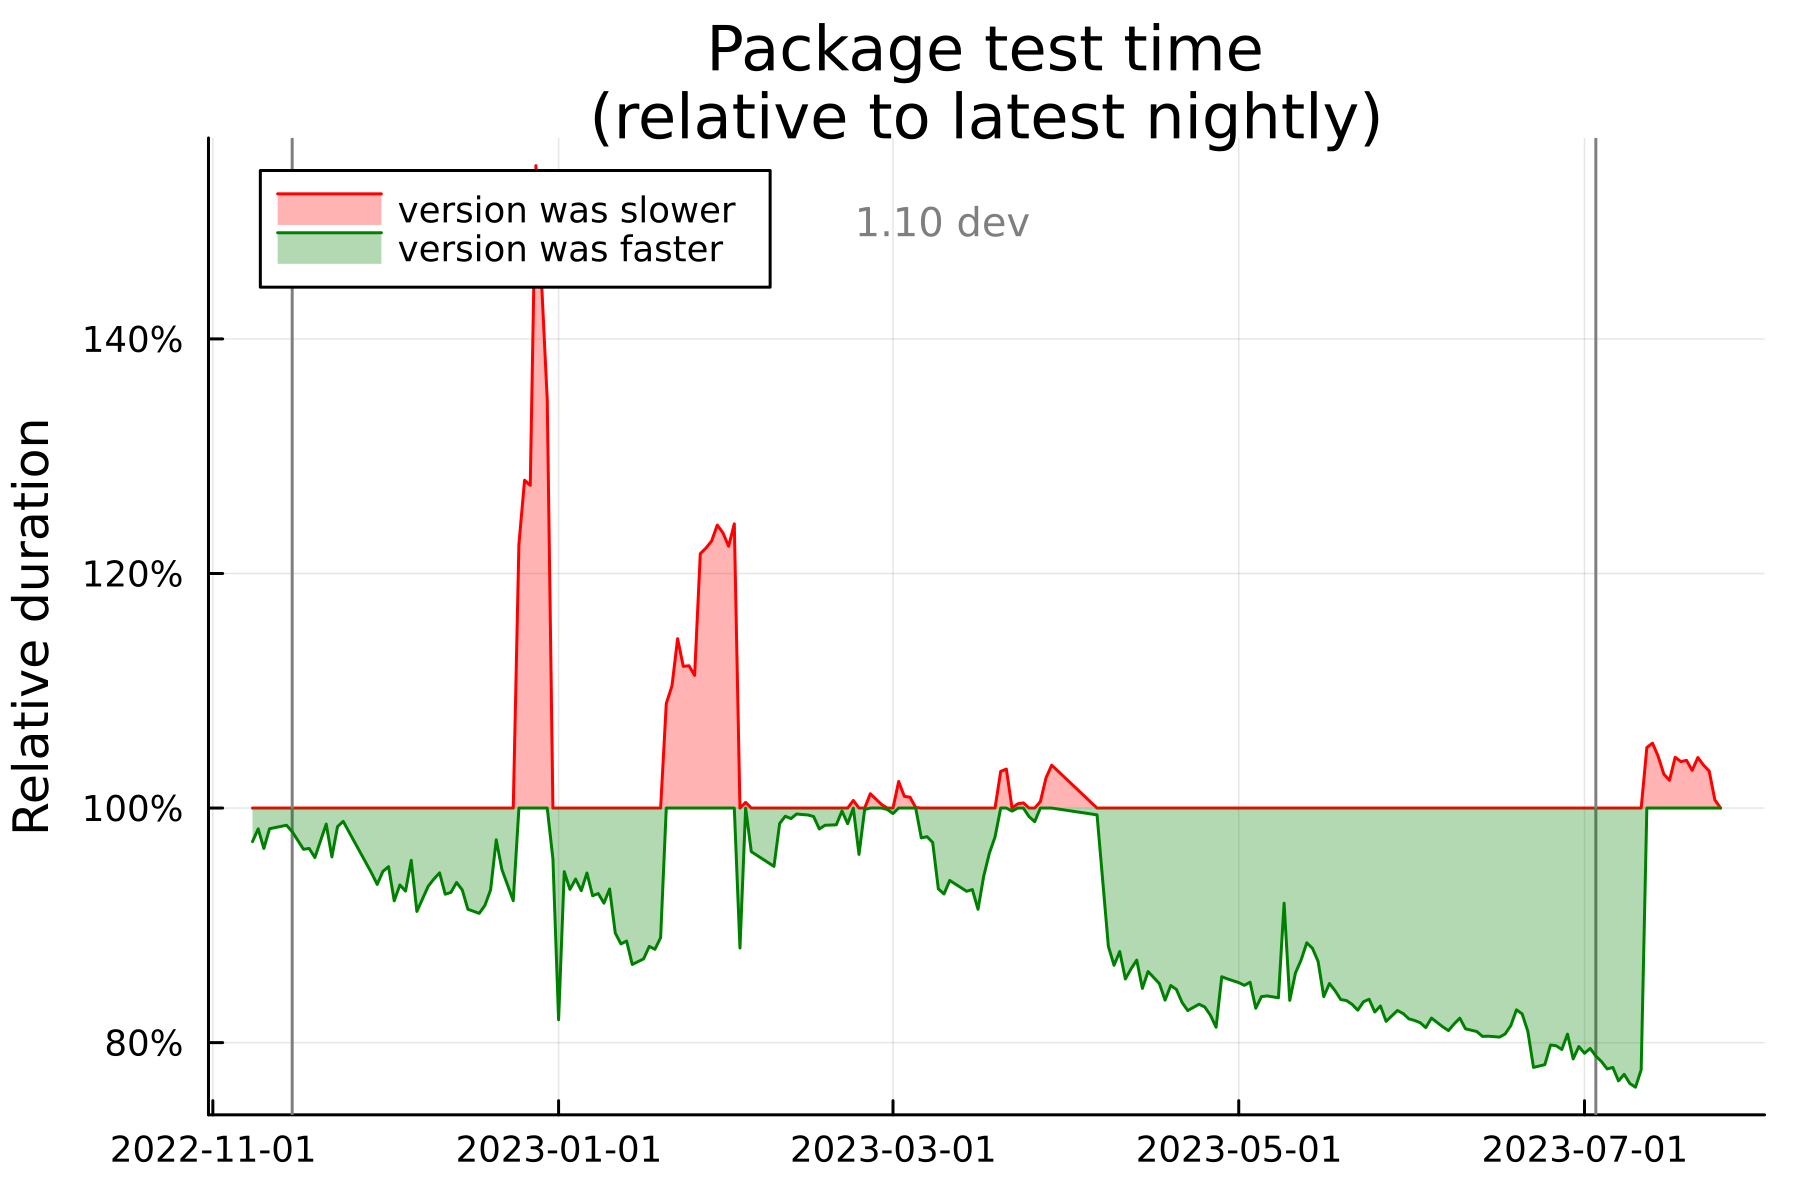 Package test time
(relative to latest nightly)
version was slower
version was faster
1.10 dev
Relative duration
140%
120%
100%
80%
2022-11-01
2023-01-01
2023-03-01
2023-05-01
2023-07-01